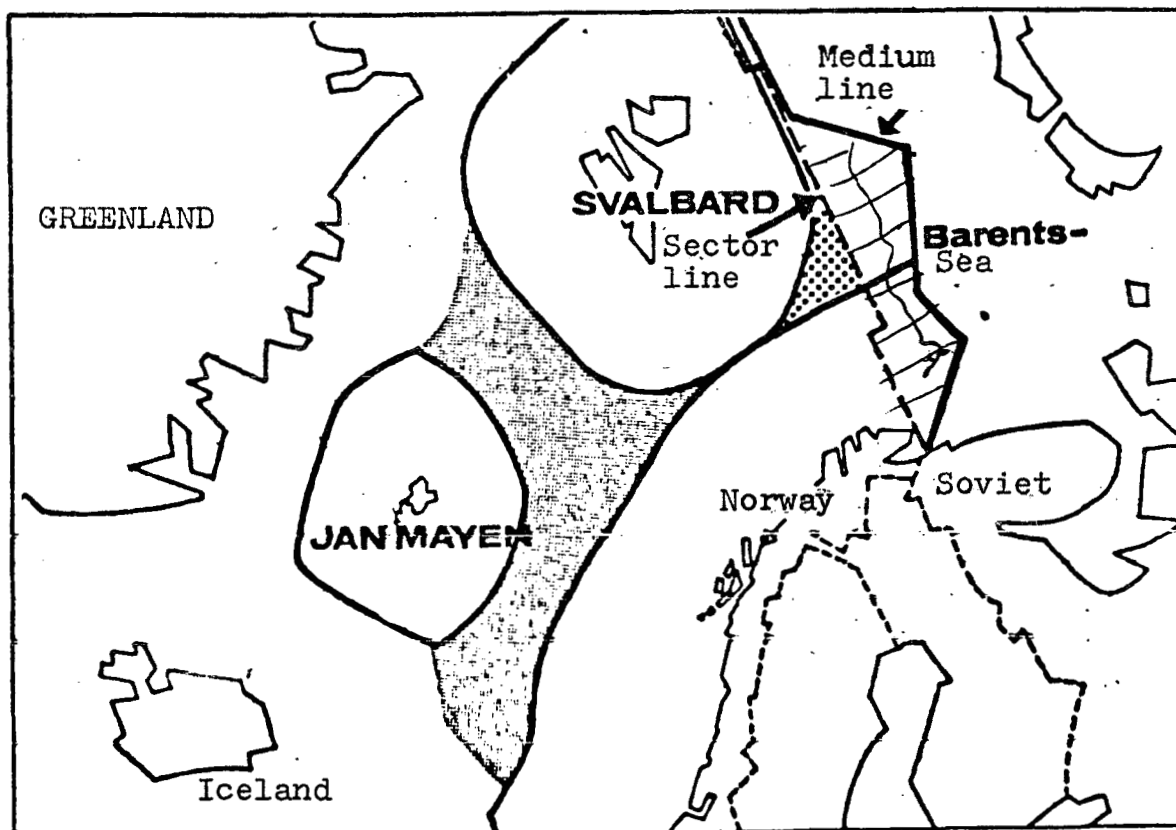 Medium
line
GREENLAND
SVALBARD
Sector
line
Barents-
Sea
Norway
Soviet
JAN MAYEN
Iceland